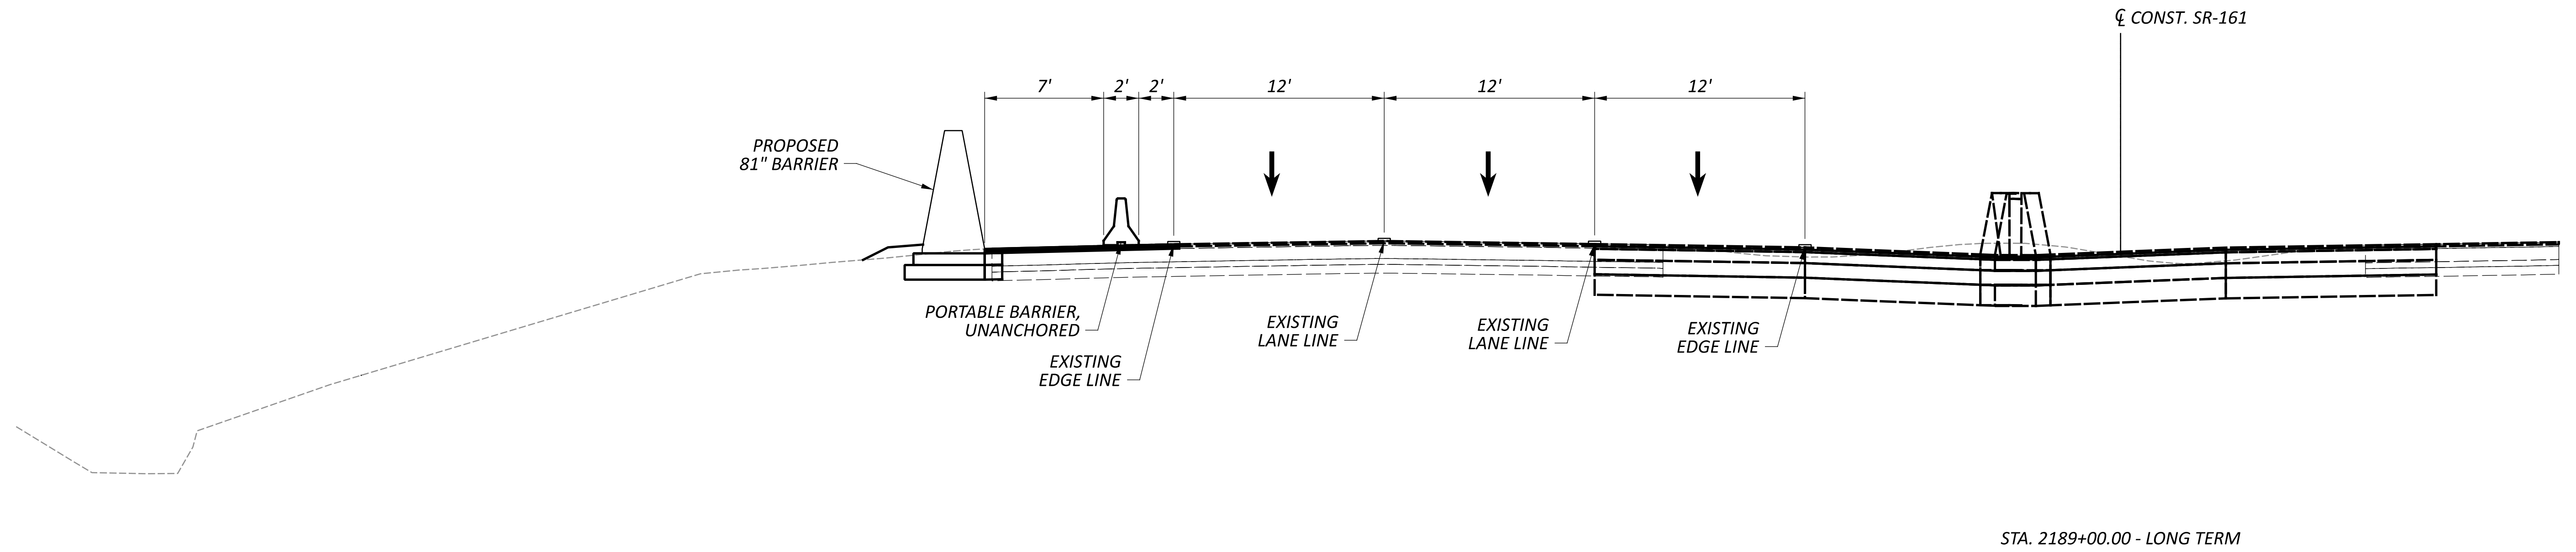 ℄ CONST. SR-161
7' 2' 2' 12' 12' 12'
PROPOSED
81" BARRIER
PORTABLE BARRIER,
UNANCHORED
EXISTING
EDGE LINE
EXISTING
LANE LINE
EXISTING
LANE LINE
EXISTING
EDGE LINE
STA. 2189+00.00 - LONG TERM